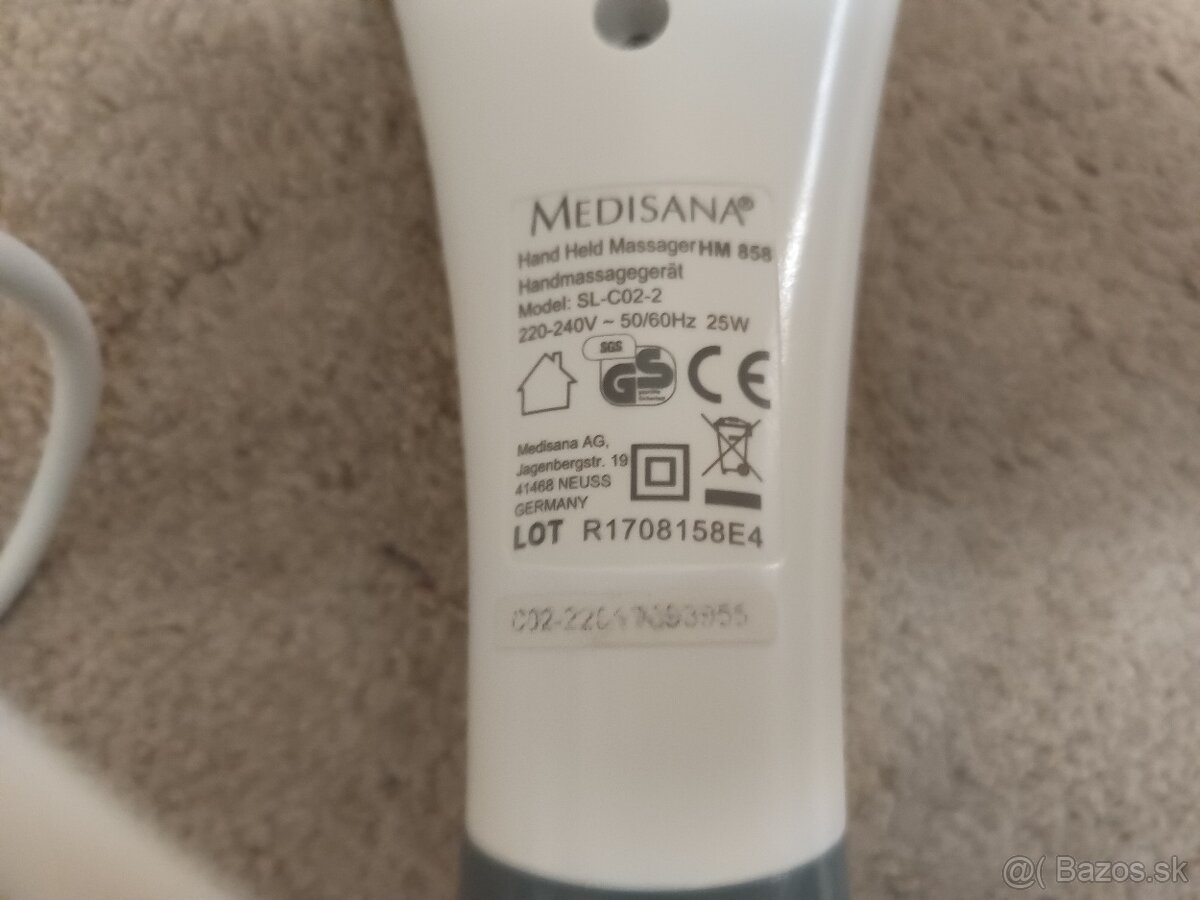 MEDISANA®
Hand Held Massager HM 858
Handmassagegerät
Model: SL-C02-2
220-240V ~ 50/60Hz 25W
SGS
GS
CE
Medisana AG,
Jagenbergstr. 19
41468 NEUSS
GERMANY
LOT R1708158E4
@( Bazos.sk